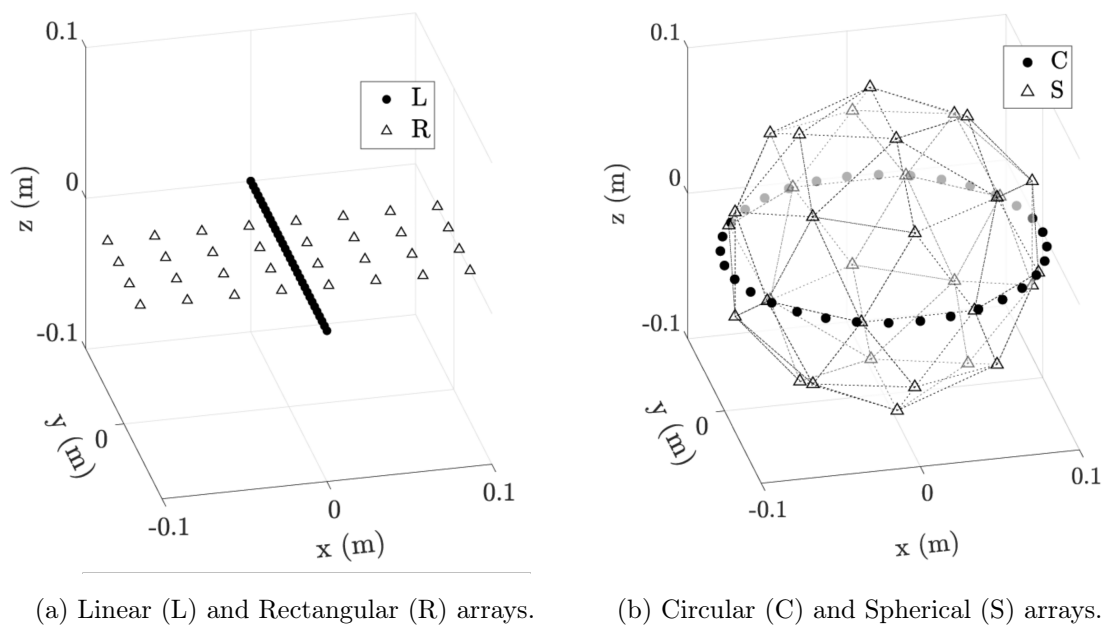 0.1
0
-0.1
z (m)
y (m)
0
-0.1
0
0.1
x (m)
L
R
(a) Linear (L) and Rectangular (R) arrays.
0.1
0
-0.1
z (m)
y (m)
0
-0.1
0
0.1
x (m)
C
S
(b) Circular (C) and Spherical (S) arrays.